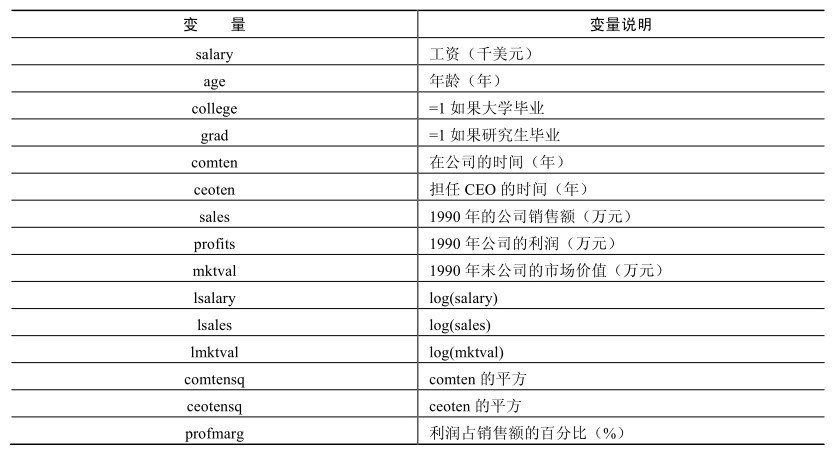 变 量 变量说明
salary 工资（千美元）
age 年龄（年）
college =1 如果大学毕业
grad =1 如果研究生毕业
comten 在公司的时间（年）
ceoten 担任 CEO 的时间（年）
sales 1990 年的公司销售额（万元）
profits 1990 年公司的利润（万元）
mktval 1990 年末公司的市场价值（万元）
lsalary log(salary)
lsales log(sales)
lmktval log(mktval)
comtensq comten 的平方
ceotensq ceoten 的平方
profmarg 利润占销售额的百分比（%）